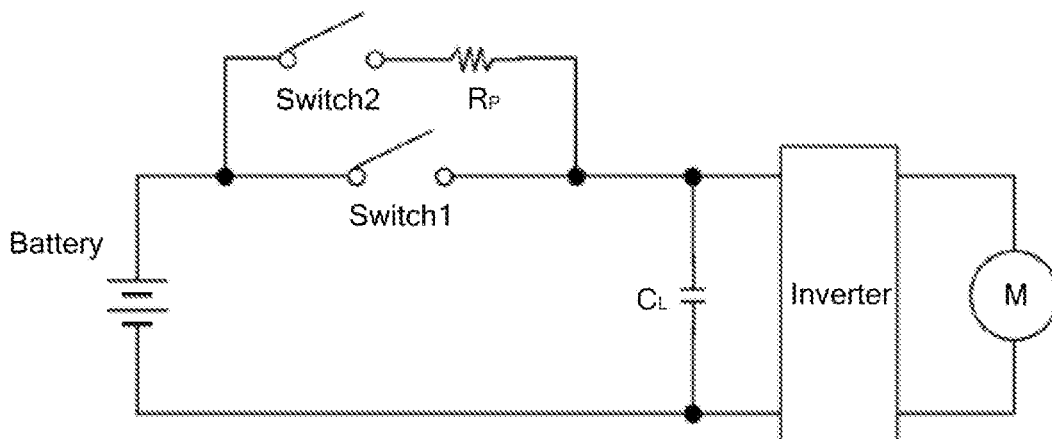 Switch2
RP
Switch1
Battery
CL
Inverter
M